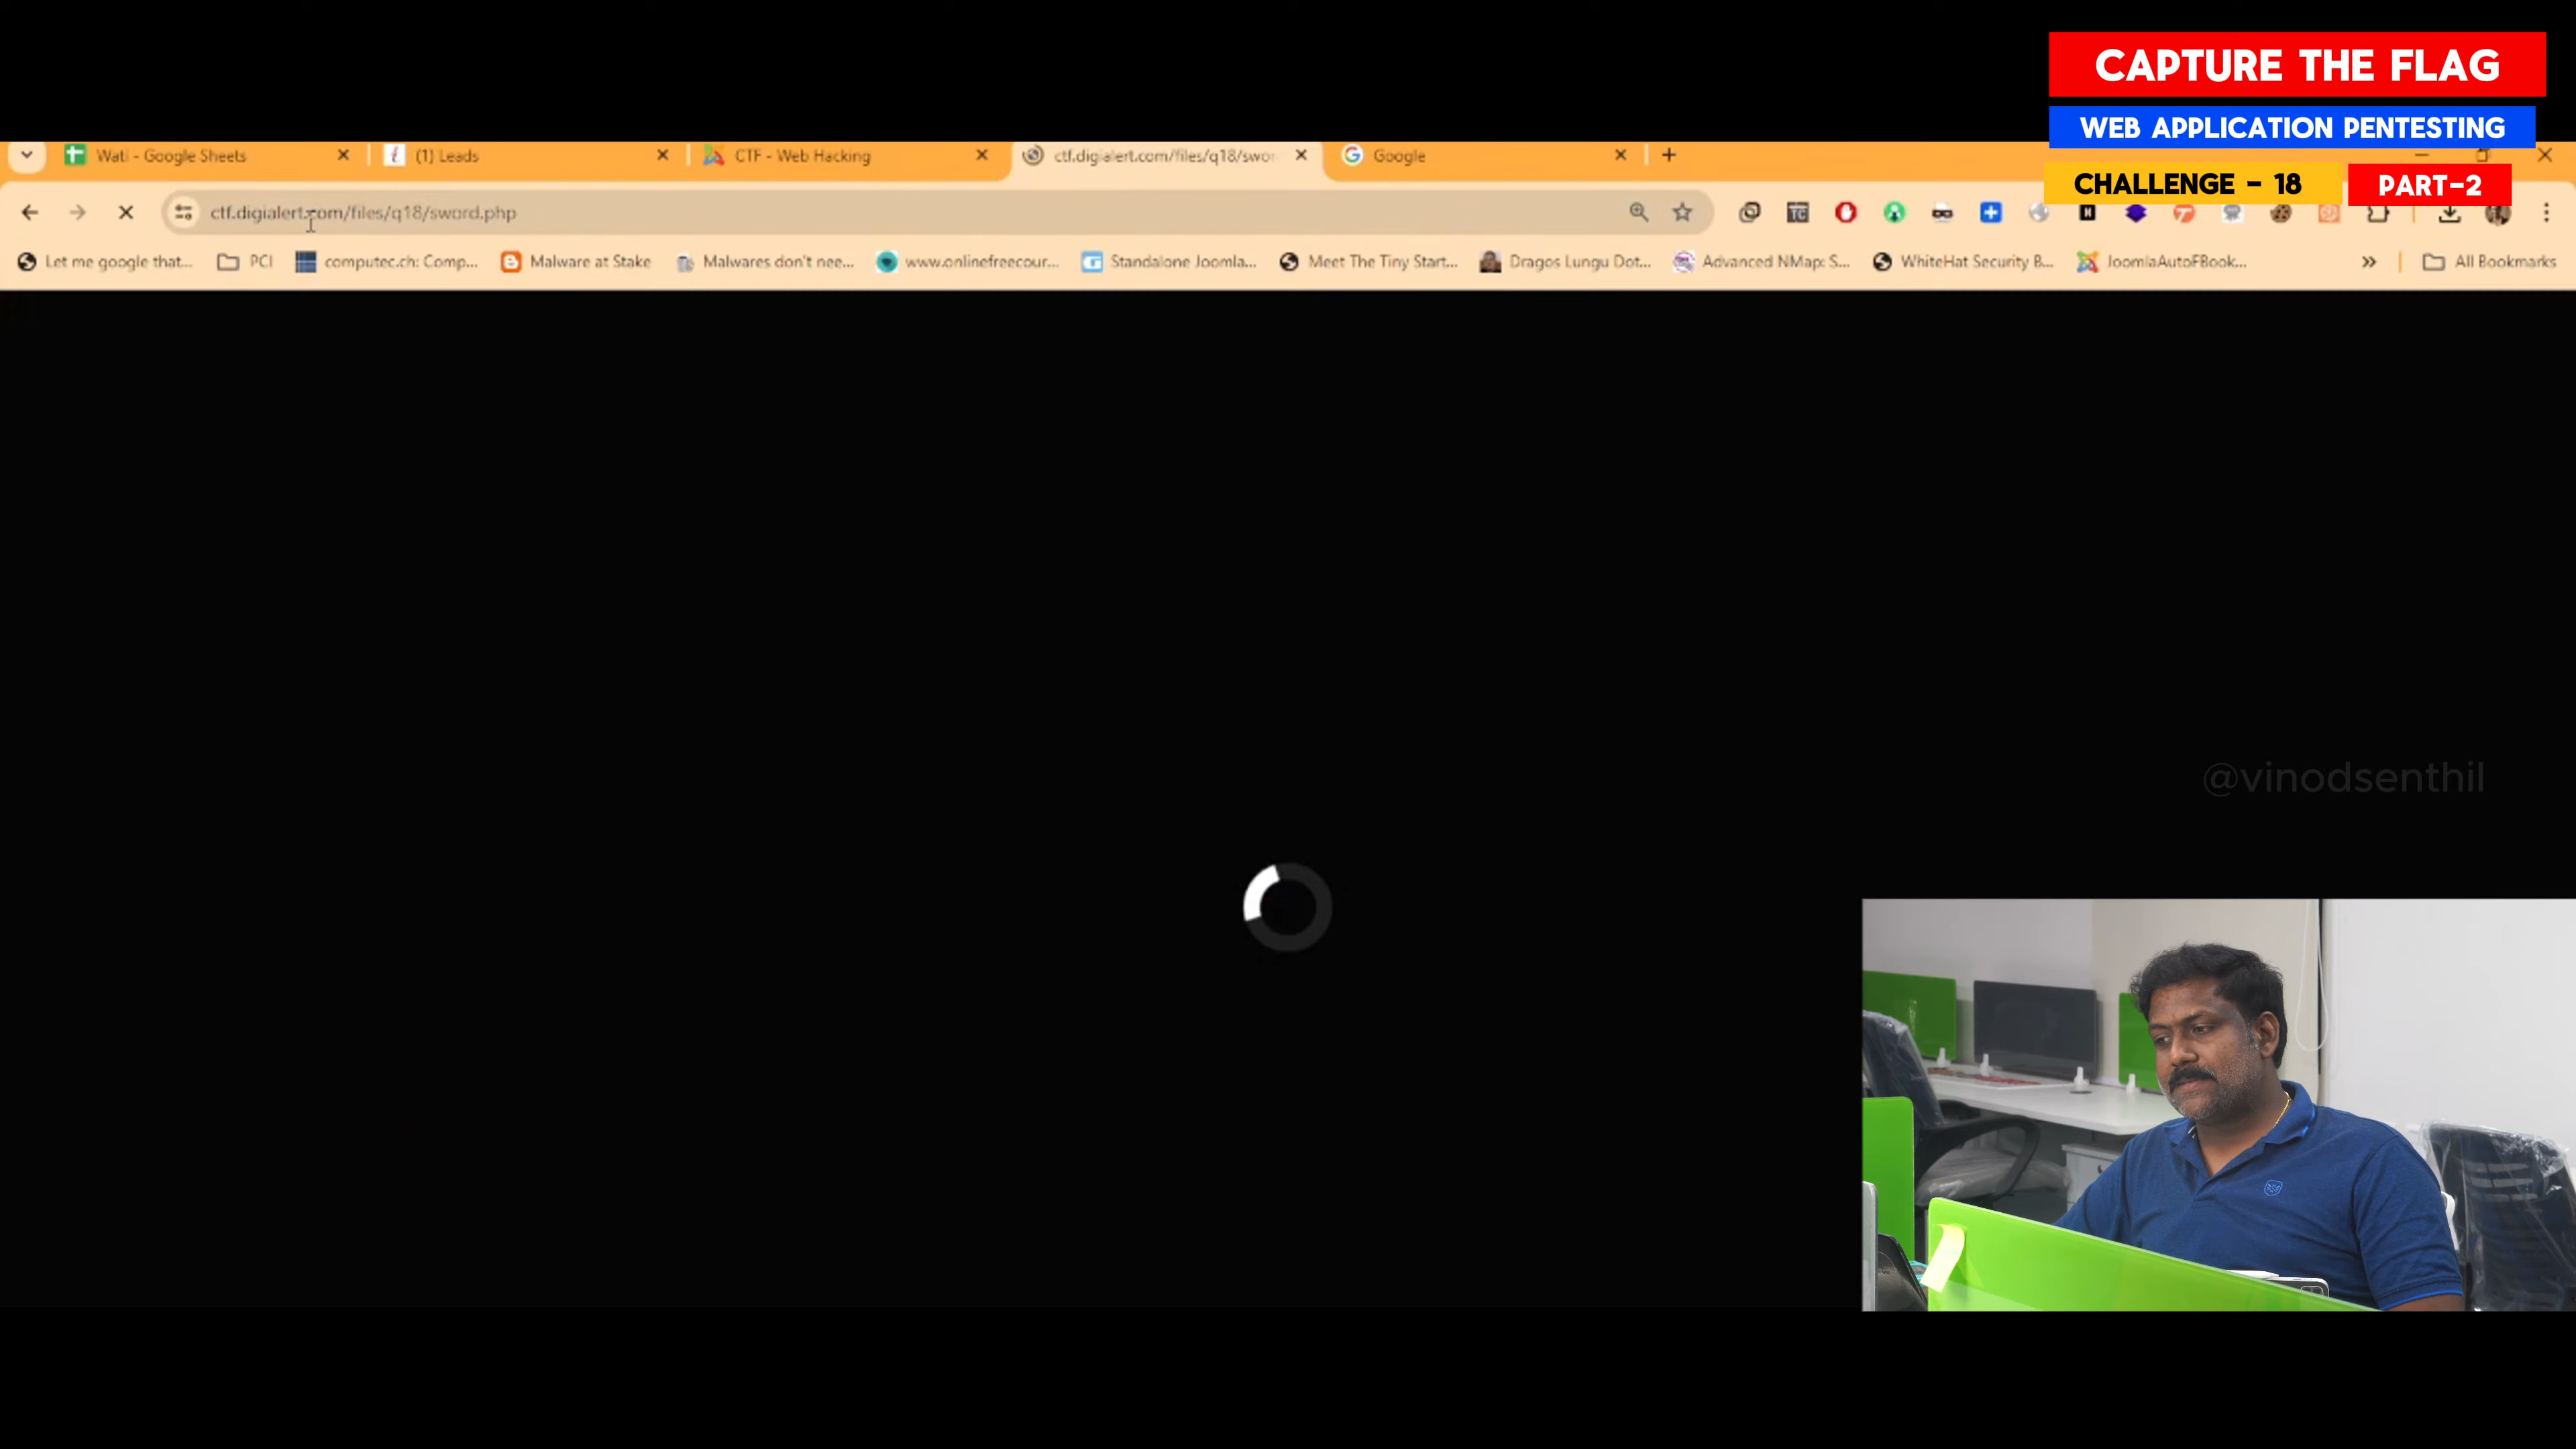 CAPTURE THE FLAG
WEB APPLICATION PENTESTING
CHALLENGE - 18
PART-2
Wati - Google Sheets
(1) Leads
CTF - Web Hacking
ctf.digialert.com/files/q18/swor
Google
ctf.digialert.com/files/q18/sword.php
Let me google that...
PCI
computec.ch: Comp...
Malware at Stake
Malwares don't nee...
www.onlinefreecour...
Standalone Joomla...
Meet The Tiny Start...
Dragos Lungu Dot...
Advanced NMap: S...
WhiteHat Security B...
JoomlaAutoFBook...
All Bookmarks
@vinodsenthil